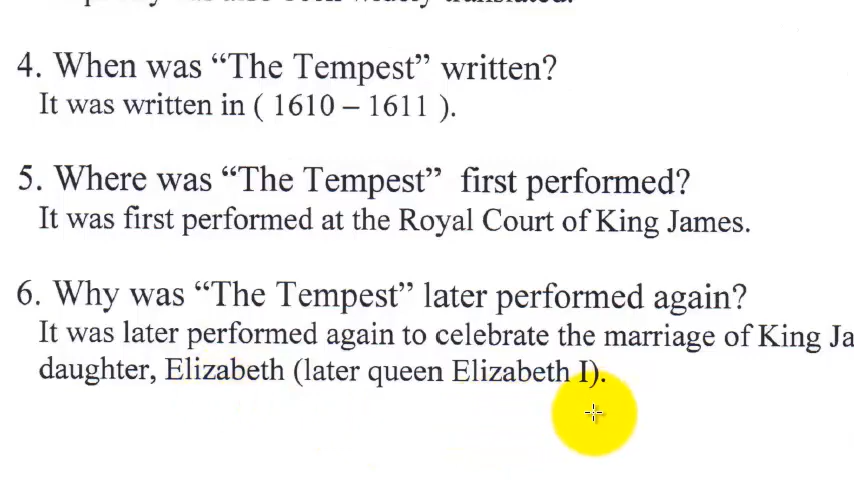 4. When was “The Tempest” written?
It was written in ( 1610 – 1611 ).
5. Where was “The Tempest” first performed?
It was first performed at the Royal Court of King James.
6. Why was “The Tempest” later performed again?
It was later performed again to celebrate the marriage of King Ja
daughter, Elizabeth (later queen Elizabeth I).